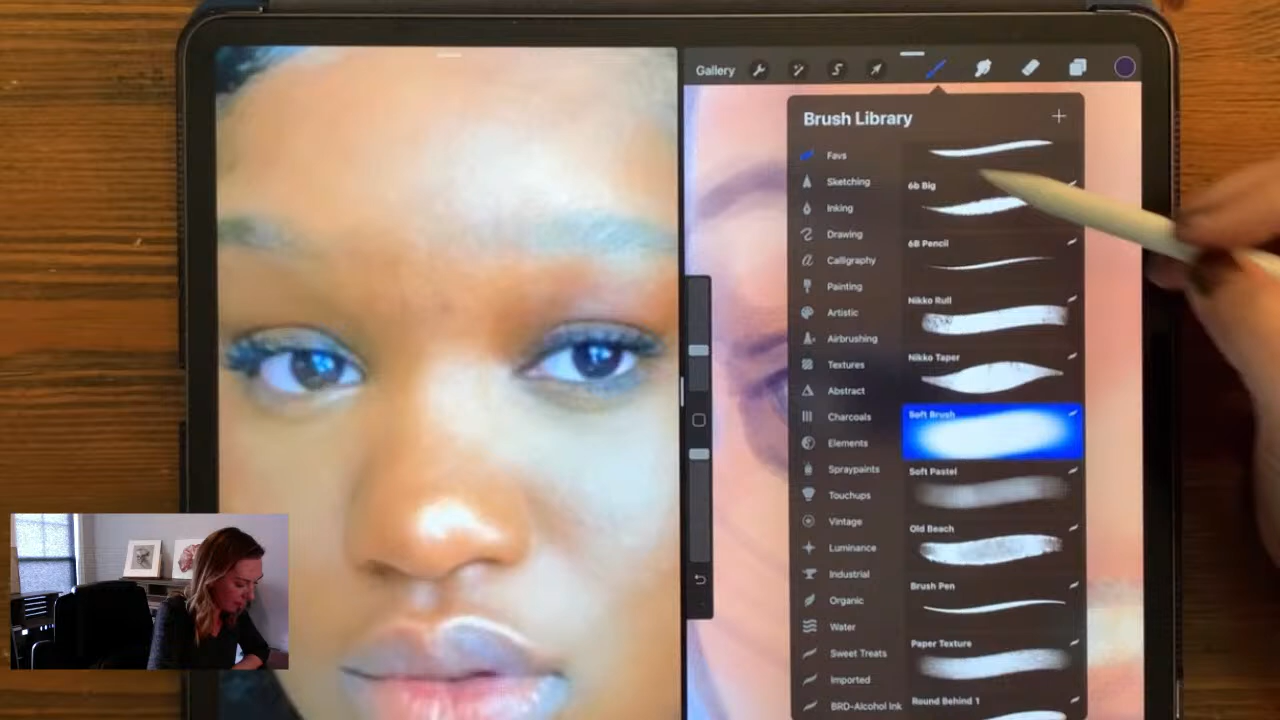 Gallery
Brush Library
Favs
Sketching
Inking
Drawing
Calligraphy
Painting
Artistic
Airbrushing
Textures
Abstract
Charcoals
Elements
Spraypaints
Touchups
Vintage
Luminance
Industrial
Organic
Water
Sweet Treats
Imported
BRD-Alcohol Ink
6b Big
6B Pencil
Nikko Rull
Nikko Taper
Soft Brush
Soft Pastel
Old Beach
Brush Pen
Paper Texture
Round Behind 1